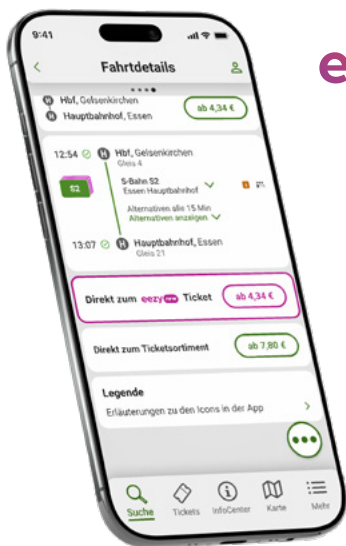 9:41
Fahrtdetails
Hbf, Gelsenkirchen
Hauptbahnhof, Essen
ab 4,34 €
12:54 H Hbf, Gelsenkirchen
Gleis 4
S2
S-Bahn S2
Essen Hauptbahnhof
Alternativen alle 15 Min
Alternativen anzeigen
13:07 H Hauptbahnhof, Essen
Gleis 21
Direkt zum eezy nrw Ticket ab 4,34 €
Direkt zum Ticketsortiment ab 7,80 €
Legende
Erläuterungen zu den Icons in der App
Suche Tickets InfoCenter Karte Mehr
e